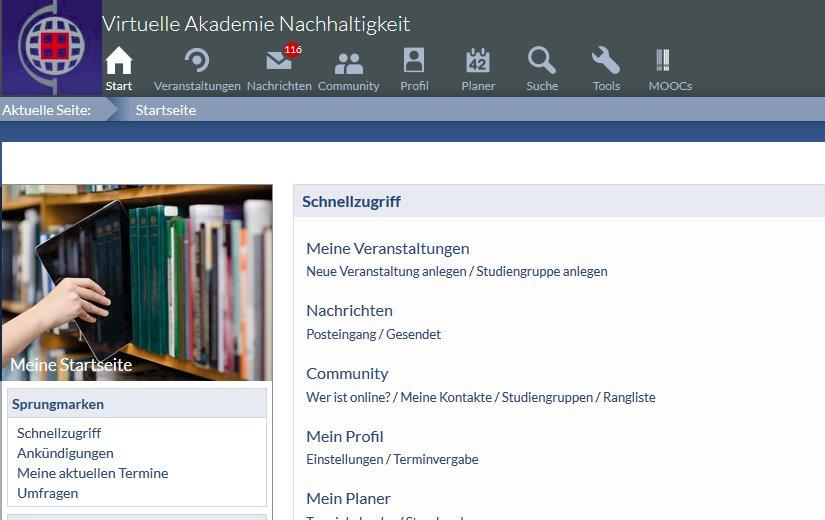 Virtuelle Akademie Nachhaltigkeit
116
42
Start Veranstaltungen Nachrichten Community Profil Planer Suche Tools MOOCs
Aktuelle Seite: Startseite
Meine Startseite
Sprungmarken
Schnellzugriff
Ankündigungen
Meine aktuellen Termine
Umfragen
Schnellzugriff
Meine Veranstaltungen
Neue Veranstaltung anlegen / Studiengruppe anlegen
Nachrichten
Posteingang / Gesendet
Community
Wer ist online? / Meine Kontakte / Studiengruppen / Rangliste
Mein Profil
Einstellungen / Terminvergabe
Mein Planer